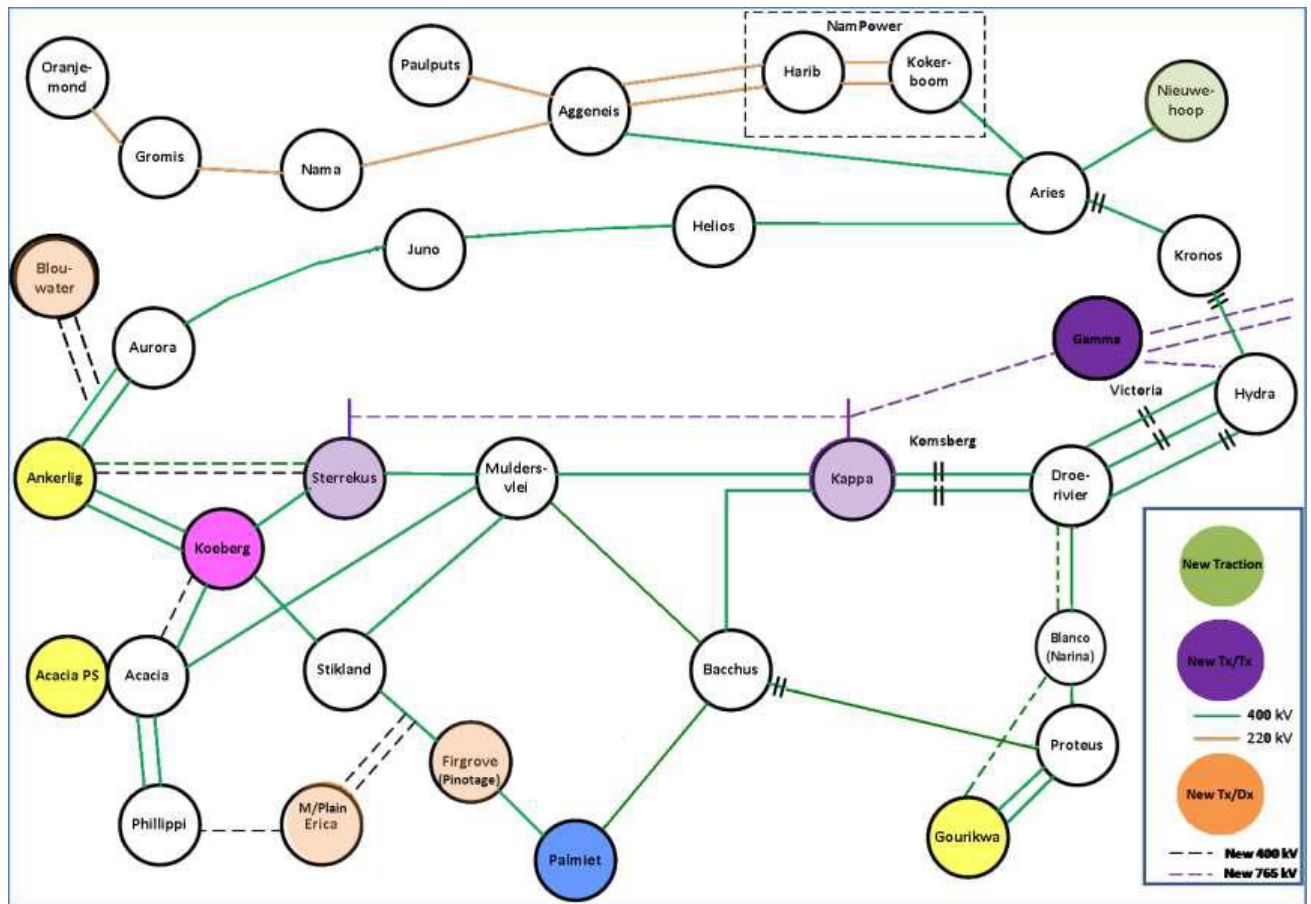 NamPower
Oranje-
mond
Paulputs
Harib
Koker-
boom
Aggeneis
Nieuwe-
hoop
Gromis
Nama
Aries
Juno
Helios
Kronos
Blou-
water
Aurora
Gamma
Victoria
Hydra
Ankerlig
Sterrekus
Mulders-
vlei
Komsberg
Kappa
Droe-
rivier
Koeberg
New Traction
Acacia PS
Acacia
Stikland
Bacchus
Blanco
(Narina)
New Tx/Tx
400 kV
220 kV
Proteus
Firgrove
(Pinotage)
New Tx/Dx
M/Plain
Erica
Phillippi
Gourikwa
Palmiet
New 400 kV
New 765 kV